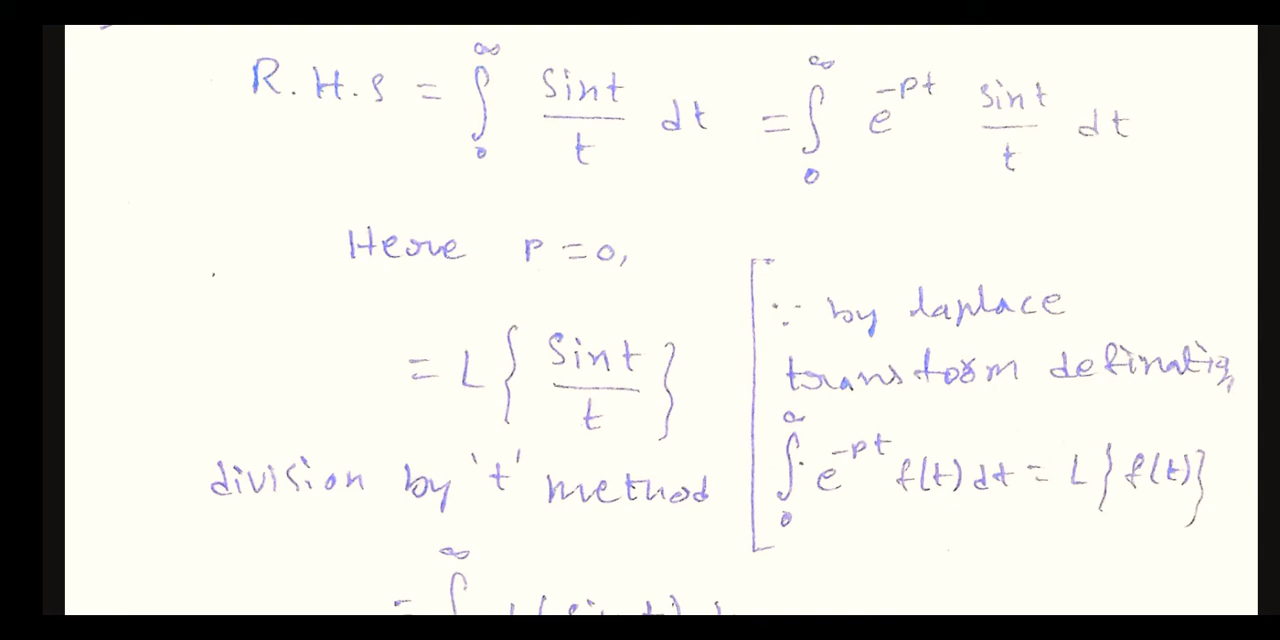 R.H.S = ∫₀^∞ Sint/t dt = ∫₀^∞ e^-pt sint/t dt
Here P = 0,
= L{ Sint/t }
[∵ by laplace
transform definatio
∫₀^∞ e^-pt f(t) dt = L}f(t)}
division by 't' method
∞
= ∫